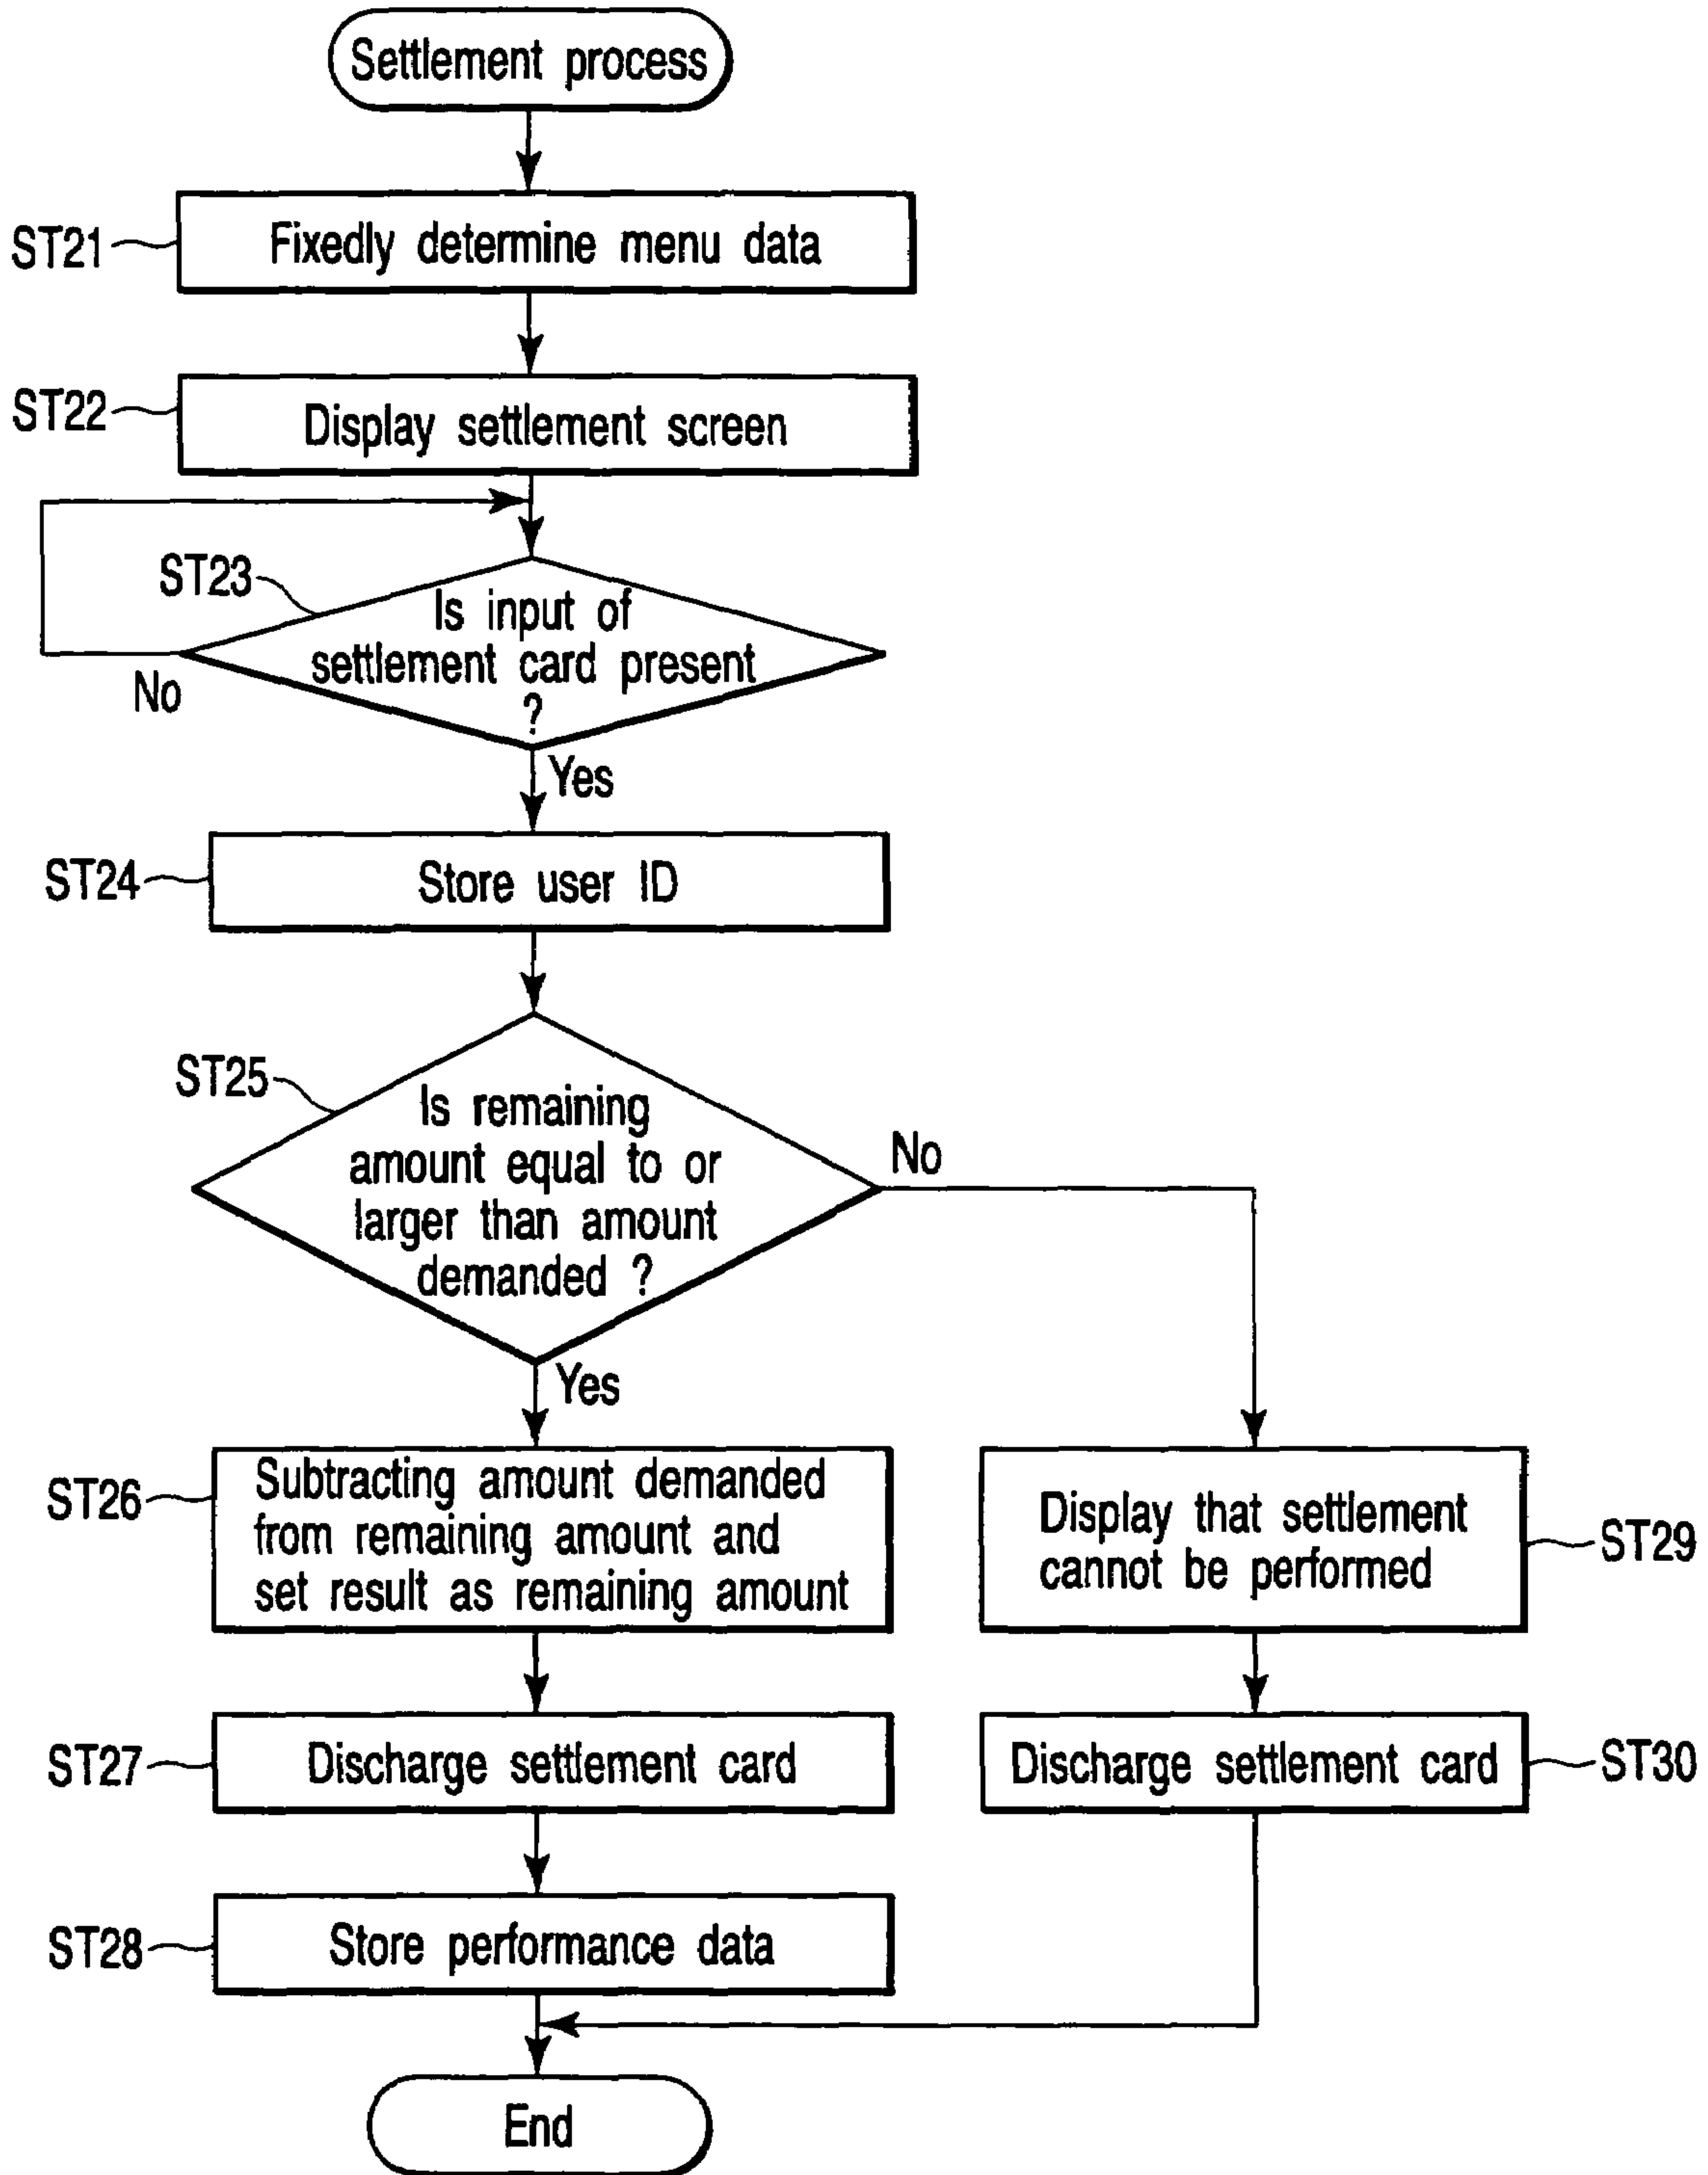 Settlement process
ST21
Fixedly determine menu data
ST22
Display settlement screen
ST23
Is input of
settlement card present
?
No
Yes
ST24
Store user ID
ST25
Is remaining
amount equal to or
larger than amount
demanded ?
No
Yes
ST26
Subtracting amount demanded
from remaining amount and
set result as remaining amount
Display that settlement
cannot be performed
ST29
ST27
Discharge settlement card
Discharge settlement card
ST30
ST28
Store performance data
End